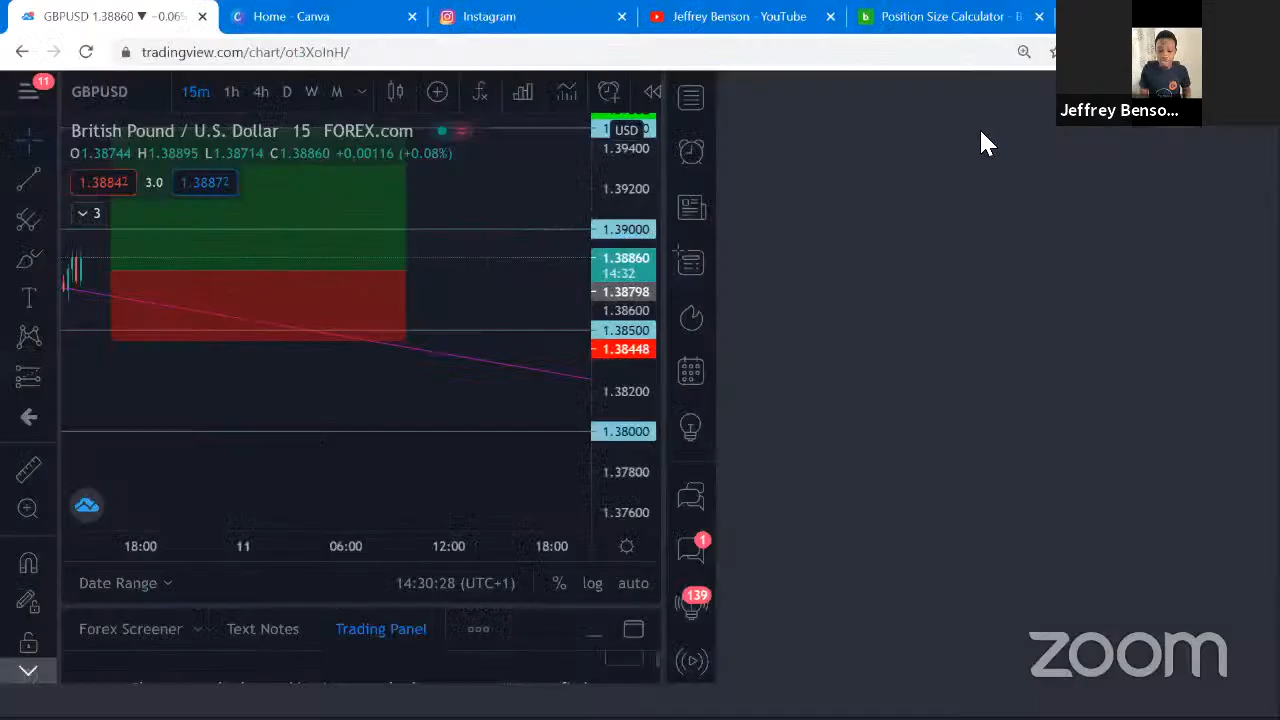 GBPUSD 1.38860 ▼ −0.06%
Home - Canva
Instagram
Jeffrey Benson - YouTube
Position Size Calculator - B
tradingview.com/chart/ot3XoInH/
Jeffrey Benso...
11
GBPUSD
15m 1h 4h D W M
British Pound / U.S. Dollar 15 FOREX.com
O1.38744 H1.38895 L1.38714 C1.38860 +0.00116 (+0.08%)
1.38842 3.0 1.38872
3
USD
1.39400
1.39200
1.39000
1.38860
14:32
1.38798
1.38600
1.38500
1.38448
1.38200
1.38000
1.37800
1.37600
18:00 11 06:00 12:00 18:00
Date Range 14:30:28 (UTC+1) % log auto
Forex Screener Text Notes Trading Panel
1
139
zoom